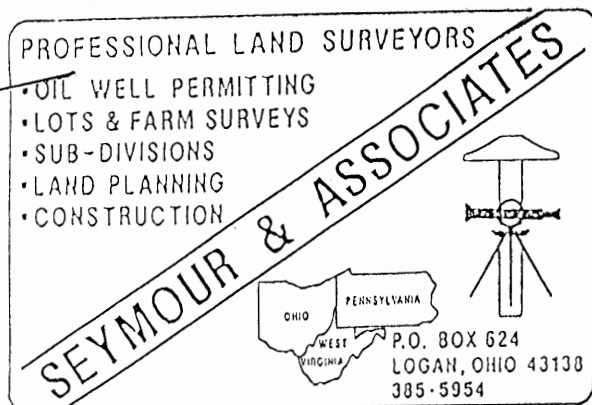 PROFESSIONAL LAND SURVEYORS
•OIL WELL PERMITTING
•LOTS & FARM SURVEYS
•SUB-DIVISIONS
•LAND PLANNING
•CONSTRUCTION
SEYMOUR & ASSOCIATES
OHIO
PENNSYLVANIA
WEST
VIRGINIA
P.O. BOX 624
LOGAN, OHIO 43138
385-5954